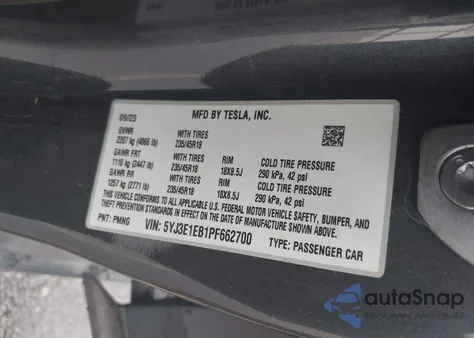 MFD BY TESLA, INC.
09/23
GVWR WITH TIRES
2207 kg (4866 lb) 235/45R18
GAWR FRT WITH TIRES RIM COLD TIRE PRESSURE
1110 kg (2447 lb) 235/45R18 18X8.5J 290 kPa, 42 psi
GAWR RR WITH TIRES RIM COLD TIRE PRESSURE
1257 kg (2771 lb) 235/45R18 18X8.5J 290 kPa, 42 psi
THIS VEHICLE CONFORMS TO ALL APPLICABLE U.S. FEDERAL MOTOR VEHICLE SAFETY, BUMPER, AND
THEFT PREVENTION STANDARDS IN EFFECT ON THE DATE OF MANUFACTURE SHOWN ABOVE.
PNT: PMNG VIN: 5YJ3E1EB1PF662700 TYPE: PASSENGER CAR
autoSnap